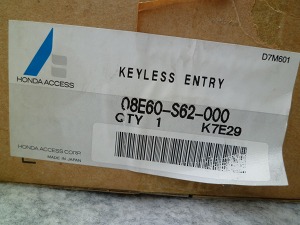 D7M601
HONDA ACCESS
KEYLESS ENTRY
08E60-S62-000
QTY 1 K7E29
HONDA ACCESS CORP.
MADE IN JAPAN